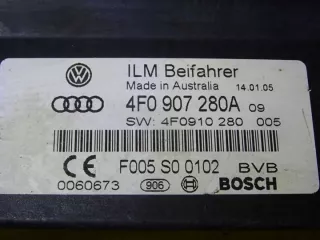 ILM Beifahrer
Made in Australia 14.01.05
4F0 907 280A 09
SW: 4F0910 280 005
CE F005 S0 0102 BVB
0060673 906 BOSCH